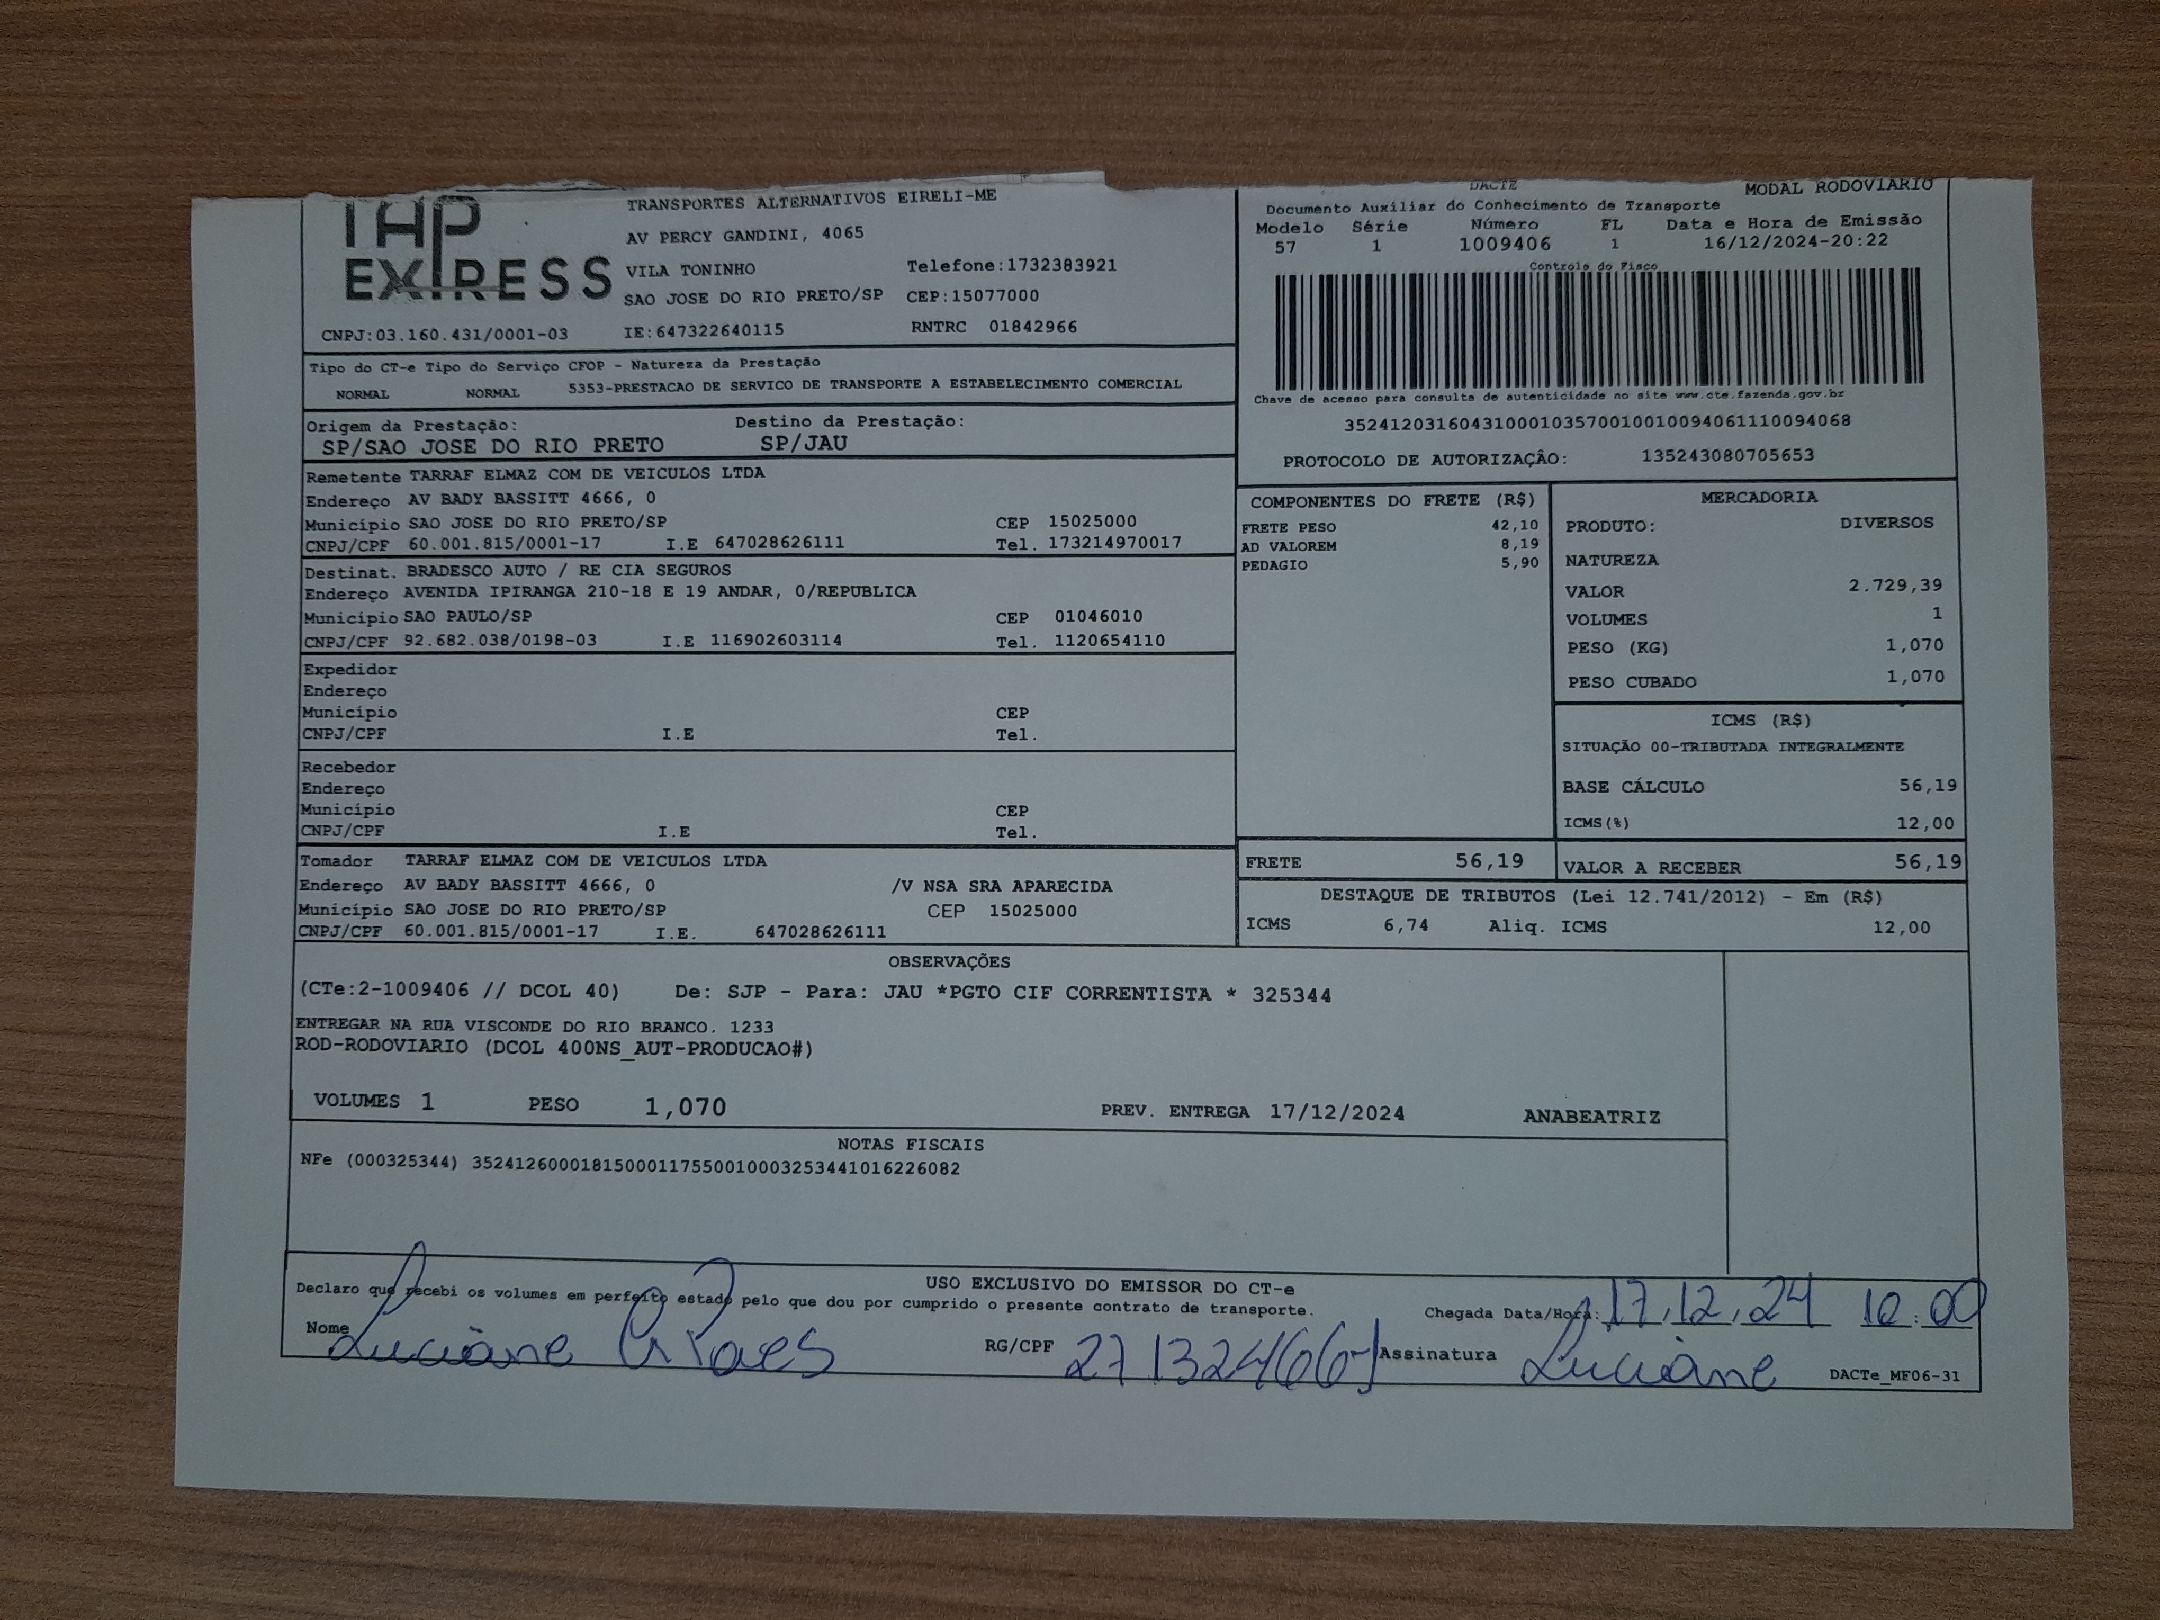 TAP
EXPRESS
TRANSPORTES ALTERNATIVOS EIRELI-ME
AV PERCY GANDINI, 4065
VILA TONINHO Telefone:1732383921
SAO JOSE DO RIO PRETO/SP CEP:15077000
CNPJ:03.160.431/0001-03 IE:647322640115 RNTRC 01842966
DACTE MODAL RODOVIARIO
Documento Auxiliar do Conhecimento de Transporte
Modelo Série Número FL Data e Hora de Emissão
57 1 1009406 1 16/12/2024-20:22
Controle do Fisco
Chave de acesso para consulta de autenticidade no site www.cte.fazenda.gov.br
35241203160431000103570010010094061110094068
PROTOCOLO DE AUTORIZAÇÂO: 135243080705653
Tipo do CT-e Tipo do Serviço CFOP - Natureza da Prestação
NORMAL NORMAL 5353-PRESTACAO DE SERVICO DE TRANSPORTE A ESTABELECIMENTO COMERCIAL
Origem da Prestação: Destino da Prestação:
SP/SAO JOSE DO RIO PRETO SP/JAU
Remetente TARRAF ELMAZ COM DE VEICULOS LTDA
Endereço AV BADY BASSITT 4666, 0
Município SAO JOSE DO RIO PRETO/SP CEP 15025000
CNPJ/CPF 60.001.815/0001-17 I.E 647028626111 Tel. 173214970017
Destinat. BRADESCO AUTO / RE CIA SEGUROS
Endereço AVENIDA IPIRANGA 210-18 E 19 ANDAR, 0/REPUBLICA
Município SAO PAULO/SP CEP 01046010
CNPJ/CPF 92.682.038/0198-03 I.E 116902603114 Tel. 1120654110
Expedidor
Endereço
Município CEP
CNPJ/CPF I.E Tel.
Recebedor
Endereço
Município CEP
CNPJ/CPF I.E Tel.
Tomador TARRAF ELMAZ COM DE VEICULOS LTDA
Endereço AV BADY BASSITT 4666, 0 /V NSA SRA APARECIDA
Município SAO JOSE DO RIO PRETO/SP CEP 15025000
CNPJ/CPF 60.001.815/0001-17 I.E. 647028626111
COMPONENTES DO FRETE (R$)
FRETE PESO 42,10
AD VALOREM 8,19
PEDAGIO 5,90
MERCADORIA
PRODUTO: DIVERSOS
NATUREZA
VALOR 2.729,39
VOLUMES 1
PESO (KG) 1,070
PESO CUBADO 1,070
ICMS (R$)
SITUAÇÃO 00-TRIBUTADA INTEGRALMENTE
BASE CÁLCULO 56,19
ICMS(%) 12,00
FRETE 56,19 VALOR A RECEBER 56,19
DESTAQUE DE TRIBUTOS (Lei 12.741/2012) - Em (R$)
ICMS 6,74 Aliq. ICMS 12,00
OBSERVAÇÕES
(CTe:2-1009406 // DCOL 40) De: SJP - Para: JAU *PGTO CIF CORRENTISTA * 325344
ENTREGAR NA RUA VISCONDE DO RIO BRANCO. 1233
ROD-RODOVIARIO (DCOL 400NS_AUT-PRODUCAO#)
VOLUMES 1 PESO 1,070 PREV. ENTREGA 17/12/2024 ANABEATRIZ
NOTAS FISCAIS
NFe (000325344) 35241260001815000117550010003253441016226082
USO EXCLUSIVO DO EMISSOR DO CT-e
Declaro que recebi os volumes em perfeito estado pelo que dou por cumprido o presente contrato de transporte.
Chegada Data/Hora: 17.12.24 10:00
Nome Luciane RG/CPF Assinatura Luciane DACTe_MF06-31